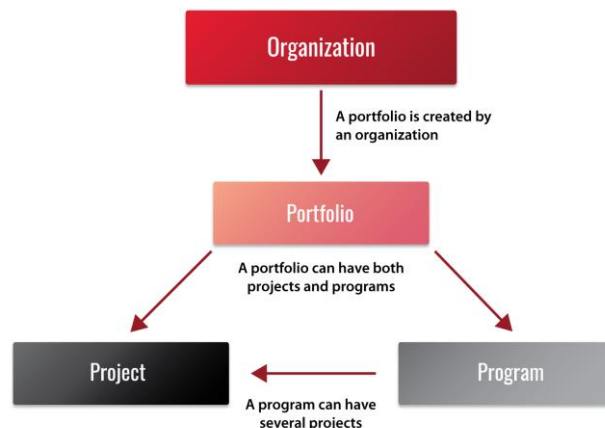 Organization
A portfolio is created by
an organization
Portfolio
A portfolio can have both
projects and programs
Project
Program
A program can have
several projects